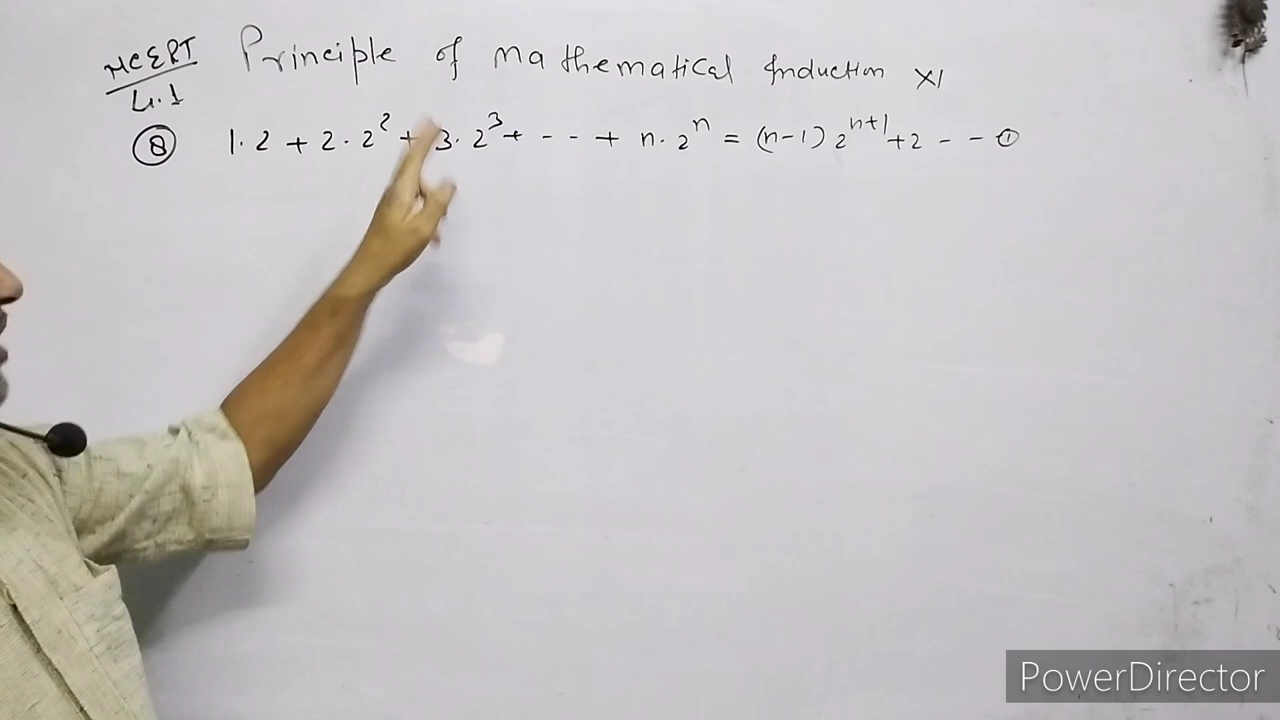 NCERT Principle of Mathematical Induction XI
4.1
⑧ 1·2 + 2·2² + 3·2³ + - - - + n·2ⁿ = (n-1) 2ⁿ⁺¹ + 2 - - ①
PowerDirector